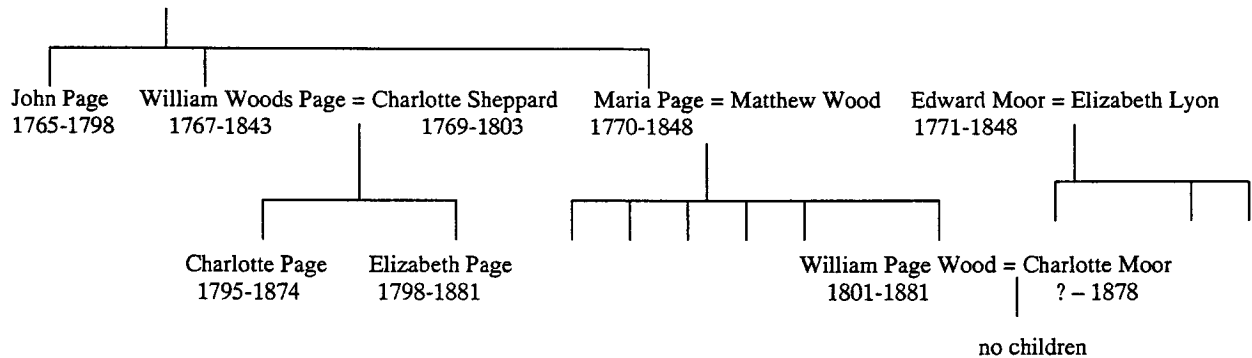 John Page William Woods Page = Charlotte Sheppard Maria Page = Matthew Wood Edward Moor = Elizabeth Lyon
1765-1798 1767-1843 1769-1803 1770-1848 1771-1848
Charlotte Page Elizabeth Page William Page Wood = Charlotte Moor
1795-1874 1798-1881 1801-1881 ? – 1878
no children